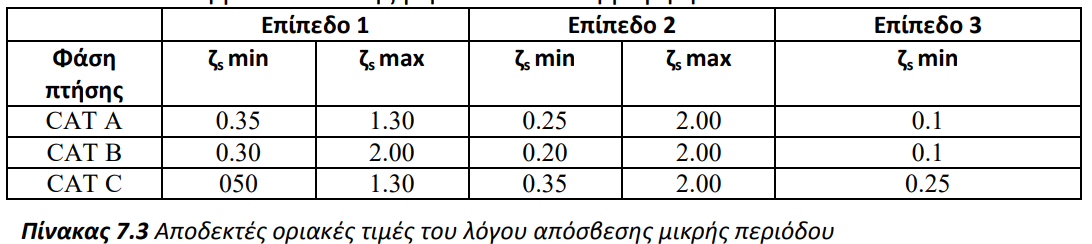 Επίπεδο 1 Επίπεδο 2 Επίπεδο 3
Φάση πτήσης ζs min ζs max ζs min ζs max ζs min
CAT A 0.35 1.30 0.25 2.00 0.1
CAT B 0.30 2.00 0.20 2.00 0.1
CAT C 050 1.30 0.35 2.00 0.25
Πίνακας 7.3 Αποδεκτές οριακές τιμές του λόγου απόσβεσης μικρής περιόδου